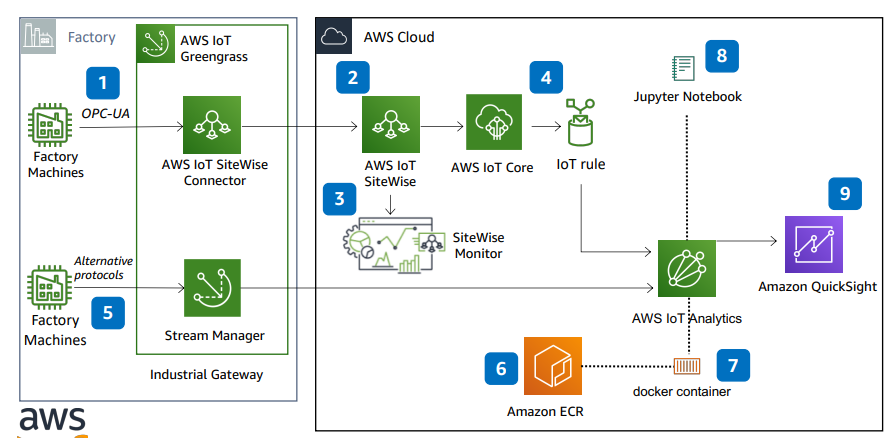 Factory
AWS IoT
Greengrass
AWS Cloud
1
OPC-UA
Factory
Machines
AWS IoT SiteWise
Connector
2
AWS IoT
SiteWise
AWS IoT Core
4
IoT rule
3
SiteWise
Monitor
8
Jupyter Notebook
9
Amazon QuickSight
Alternative
protocols
5
Factory
Machines
Stream Manager
Industrial Gateway
AWS IoT Analytics
6
Amazon ECR
7
docker container
aws